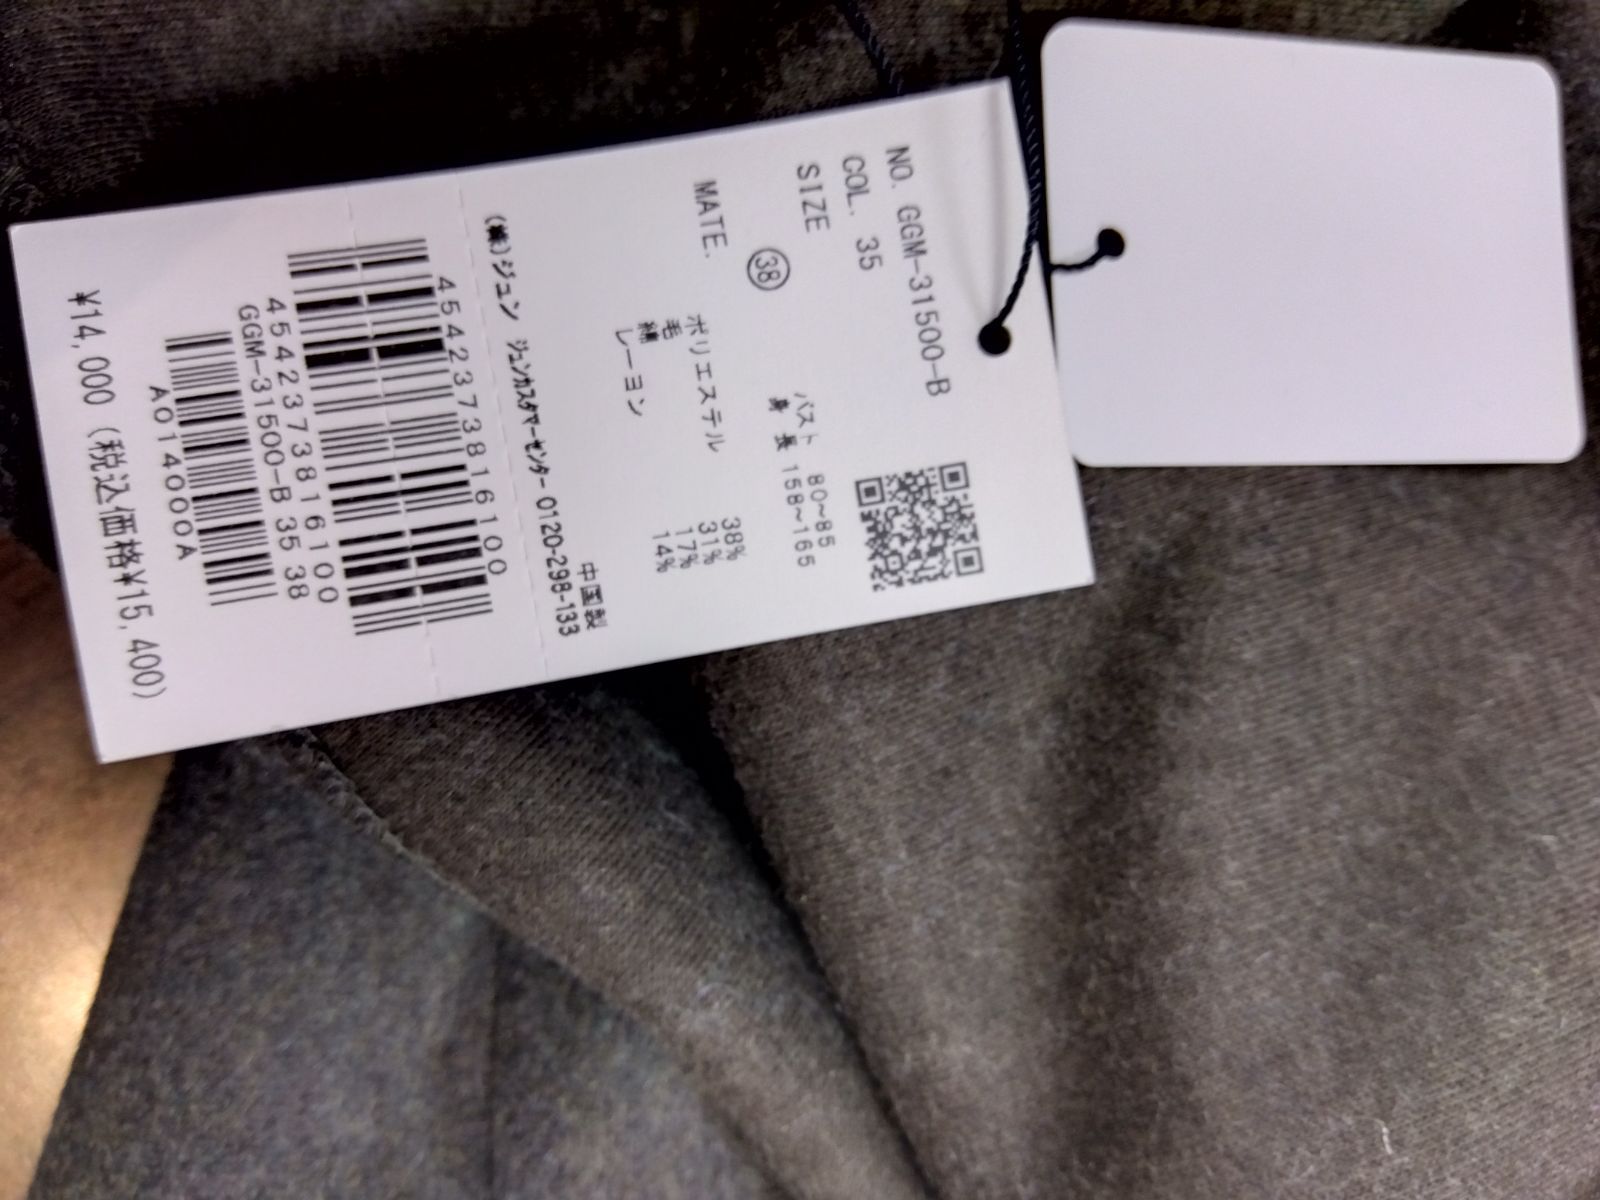 NO. GGM-31500-B
COL. 35
SIZE
バスト 80~85
身長 158~165
38
MATE.
ポリエステル 38%
毛 31%
綿 17%
レーヨン 14%
中国製
(株)ジュン ジュンカスタマーセンター 0120-298-133
4542373816100
4542373816100
GGM-31500-B 35 38
A014000A
¥14,000 (税込価格¥15,400)